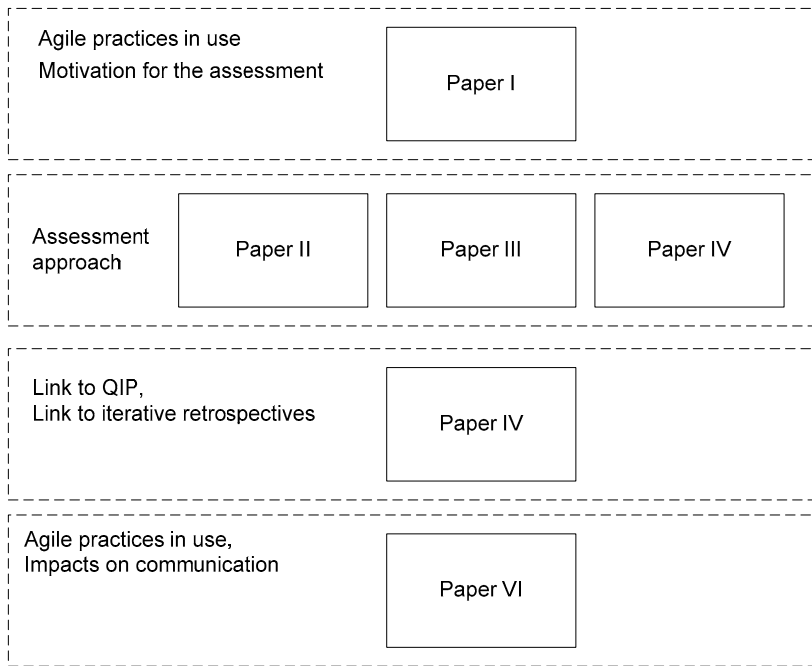 Agile practices in use
Motivation for the assessment
Paper I
Assessment
approach
Paper II
Paper III
Paper IV
Link to QIP,
Link to iterative retrospectives
Paper IV
Agile practices in use,
Impacts on communication
Paper VI